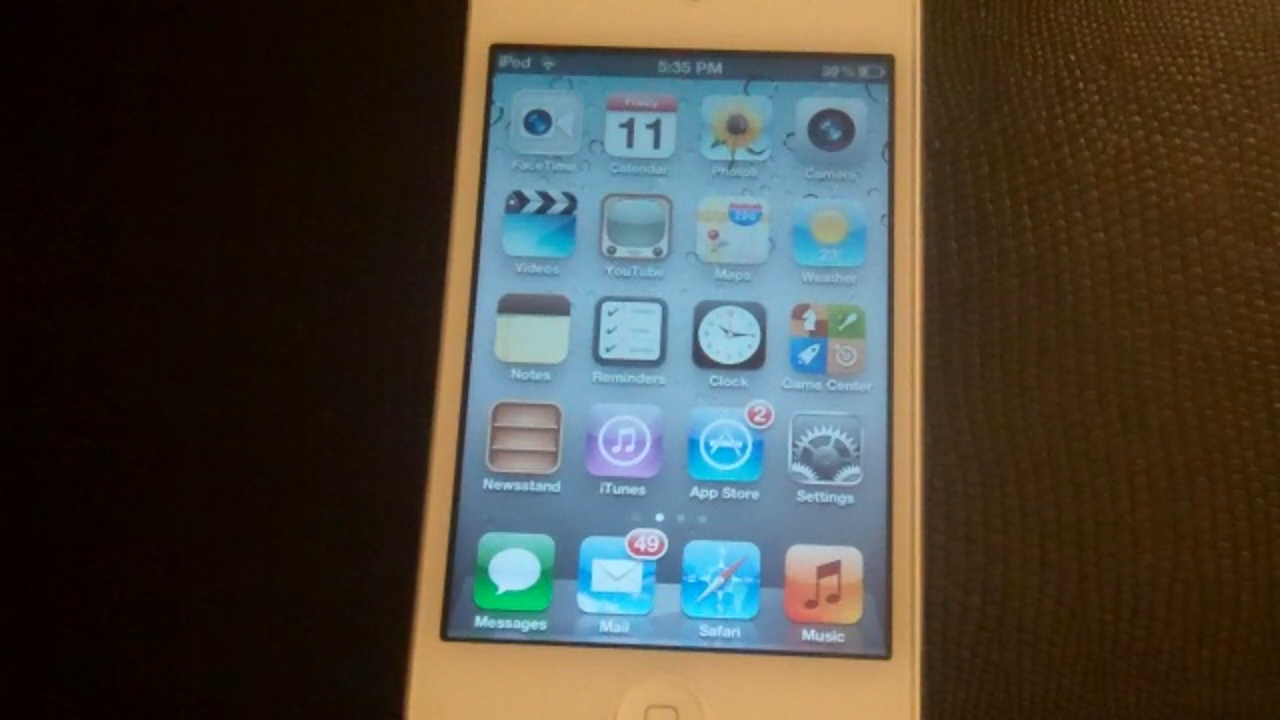 iPod 5:35 PM 39 %
Friday
11
FaceTime Calendar Photos Camera
Videos YouTube Maps Weather
Notes Reminders Clock Game Center
2
Newsstand iTunes App Store Settings
49
Messages Mail Safari Music